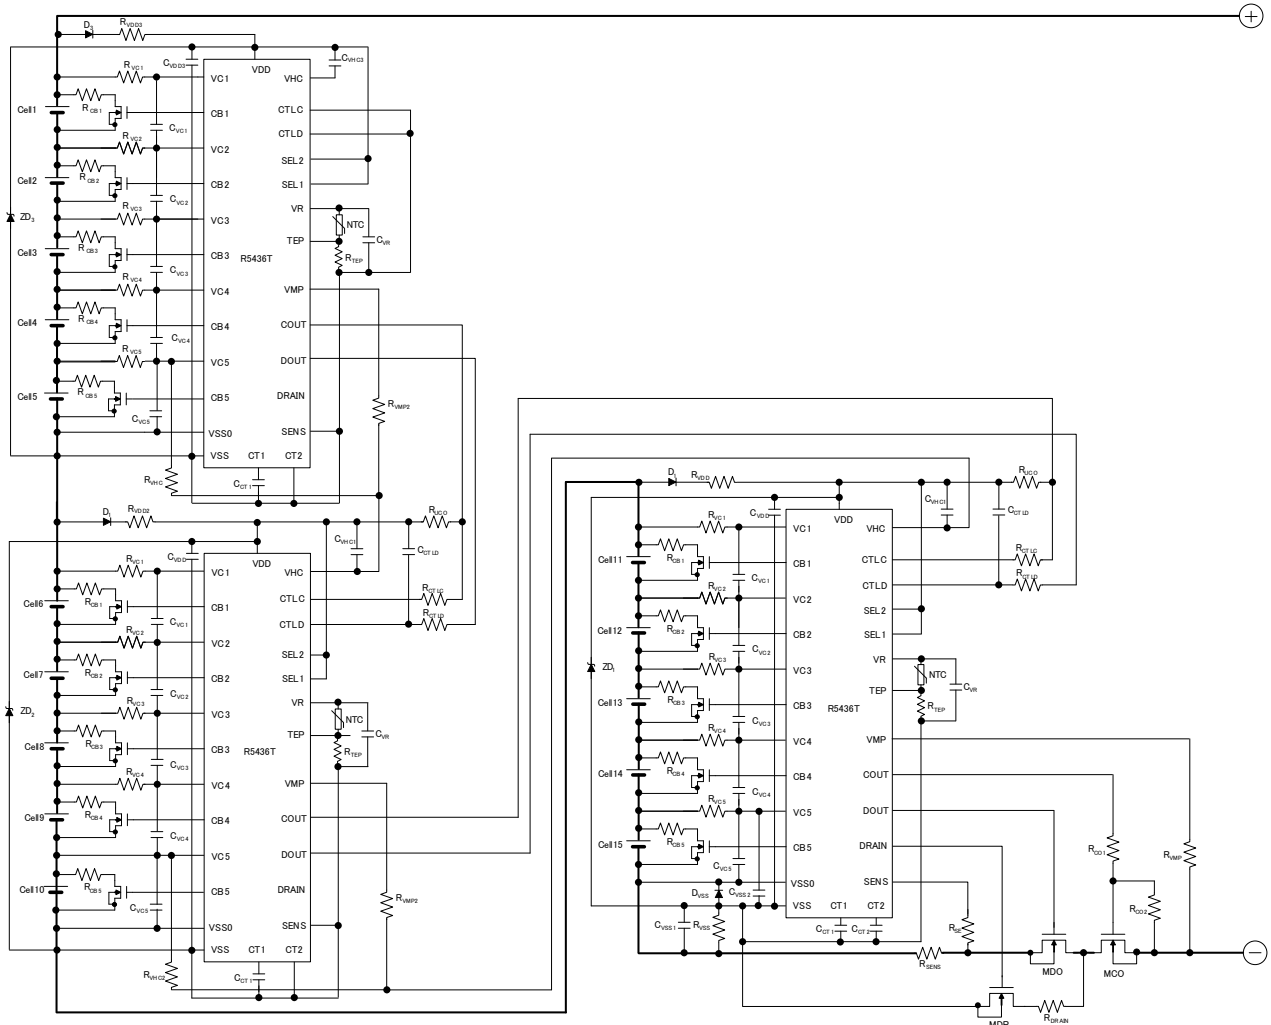 +
D3
RVDD3
CVDD3
VDD
CVHC3
VHC
RVC1
VC1
RCB1
Cell1
CB1
CVC1
CTLC
CTLD
RVC2
VC2
SEL2
RCB2
Cell2
CB2
CVC2
SEL1
RVC3
VC3
VR
NTC
ZD3
TEP
RTEP
CVR
RCB3
Cell3
CB3
CVC3
R5436T
RVC4
VC4
VMP
RCB4
Cell4
CB4
CVC4
COUT
RVC5
VC5
DOUT
RCB5
Cell5
CB5
CVC5
DRAIN
RVMP2
VSS0
SENS
VSS
CT1
CT2
RVHC
CCT1
D1
RVDD2
RUCO
CVDD
VDD
CVHC1
CCTLD
VHC
RVC1
VC1
RCTLC
CTLC
RCB1
Cell6
CB1
CVC1
RCTLD
CTLD
RVC2
VC2
SEL2
RCB2
Cell7
CB2
CVC2
SEL1
RVC3
VC3
VR
NTC
ZD2
TEP
RTEP
CVR
RCB3
Cell8
CB3
CVC3
R5436T
RVC4
VC4
VMP
RCB4
Cell9
CB4
CVC4
COUT
VC5
DOUT
RCB5
Cell10
CB5
CVC5
DRAIN
RVMP2
VSS0
SENS
VSS
CT1
CT2
RVHC2
CCT1
D1
RVDD
RUCO
CVDD
VDD
CVHC1
CCTLD
RVC1
VC1
VHC
RCB1
Cell11
CB1
CVC1
CTLC
RCTLC
CTLD
RCTLD
RVC2
VC2
SEL2
RCB2
Cell12
CB2
CVC2
SEL1
RVC3
VC3
VR
NTC
ZD1
TEP
RTEP
CVR
RCB3
Cell13
CB3
CVC3
R5436T
RVC4
VC4
VMP
RCB4
Cell14
CB4
CVC4
COUT
RVC5
VC5
DOUT
RCB5
Cell15
CB5
CVC5
DRAIN
RCO1
RVMP
VSS0
SENS
DVSS
CVSS2
VSS
CT1
CT2
RCO2
CVSS1
RVSS
CCT1
CCT2
RSE
RSENS
MDO
MCO
−
RDRAIN
MDR